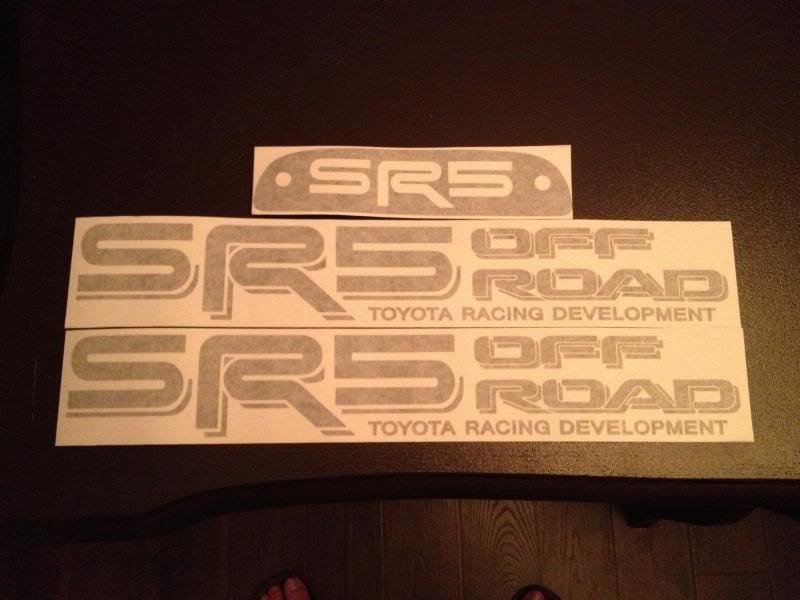 SR5
SR5 OFF ROAD
TOYOTA RACING DEVELOPMENT
SR5 OFF ROAD
TOYOTA RACING DEVELOPMENT